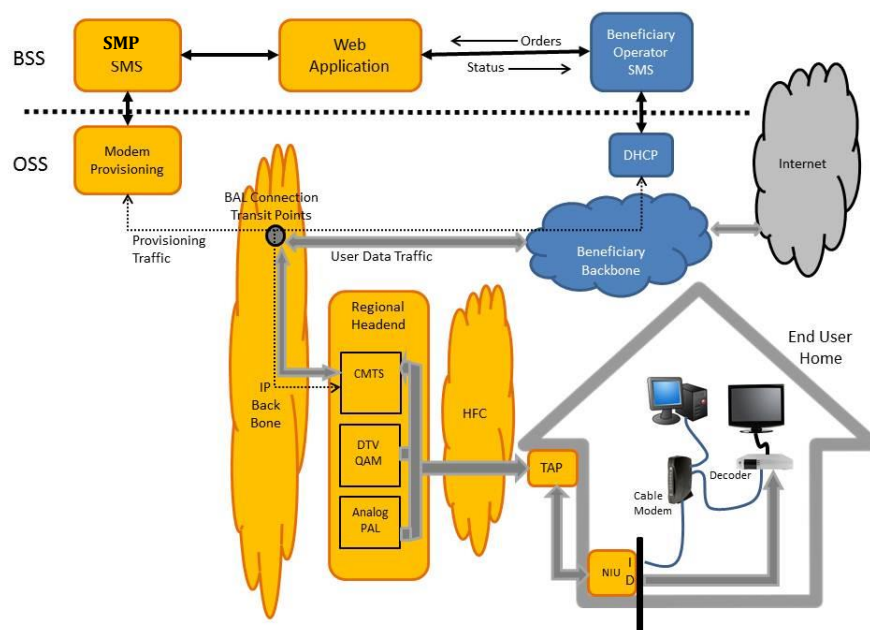 BSS
SMP
SMS
Web
Application
Orders
Status
Beneficiary
Operator
SMS
OSS
Modem
Provisioning
DHCP
Internet
BAL Connection
Transit Points
Provisioning
Traffic
User Data Traffic
Beneficiary
Backbone
Regional
Headend
End User
Home
CMTS
IP
Back
Bone
HFC
DTV
QAM
TAP
Decoder
Cable
Modem
Analog
PAL
NIU
I
D